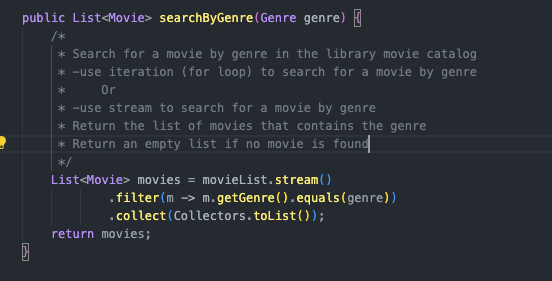 public List<Movie> searchByGenre(Genre genre) {
/*
* Search for a movie by genre in the library movie catalog
* -use iteration (for loop) to search for a movie by genre
*     Or
* -use stream to search for a movie by genre
* Return the list of movies that contains the genre
* Return an empty list if no movie is found
*/
List<Movie> movies = movieList.stream()
.filter(m -> m.getGenre().equals(genre))
.collect(Collectors.toList());
return movies;
}